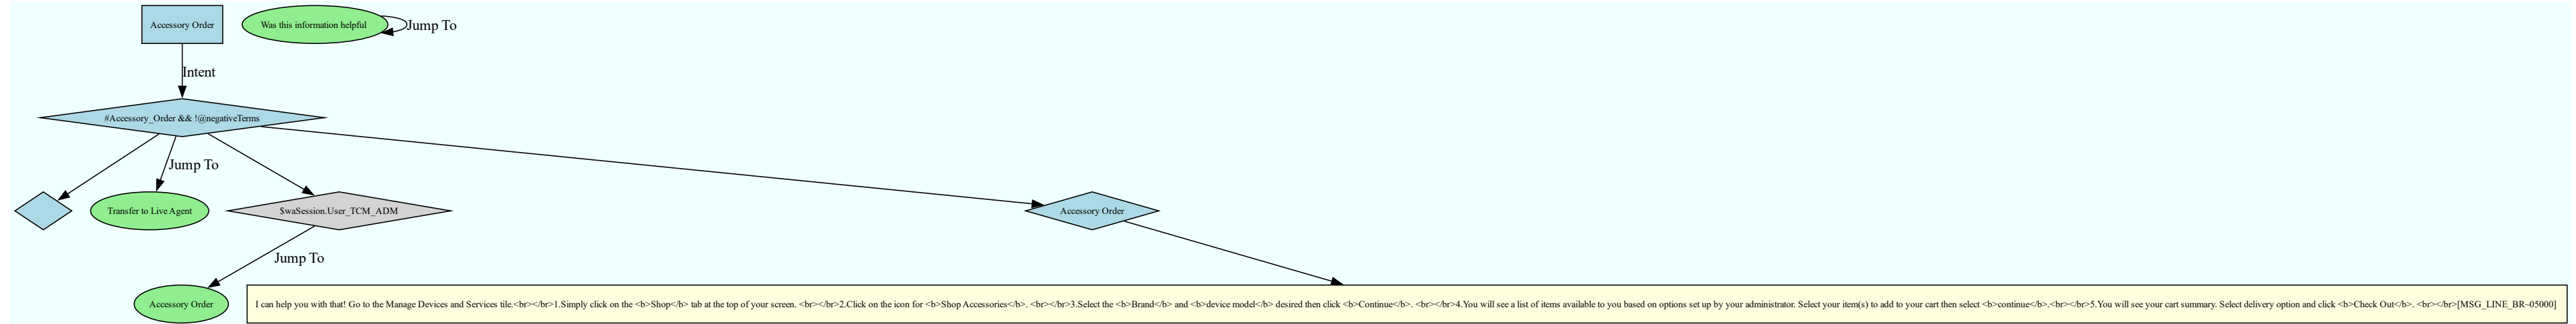 Accessory Order
Was this information helpful
Jump To
Intent
#Accessory_Order && !@negativeTerms
Jump To
Transfer to Live Agent
$waSession.User_TCM_ADM
Accessory Order
Jump To
Accessory Order
I can help you with that! Go to the Manage Devices and Services tile.<br></br>1.Simply click on the <b>Shop</b> tab at the top of your screen. <br></br>2.Click on the icon for <b>Shop Accessories</b>. <br></br>3.Select the <b>Brand</b> and <b>device model</b> desired then click <b>Continue</b>. <br></br>4.You will see a list of items available to you based on options set up by your administrator. Select your item(s) to add to your cart then select <b>continue</b>.<br></br>5.You will see your cart summary. Select delivery option and click <b>Check Out</b>. <br></br>[MSG_LINE_BR~05000]